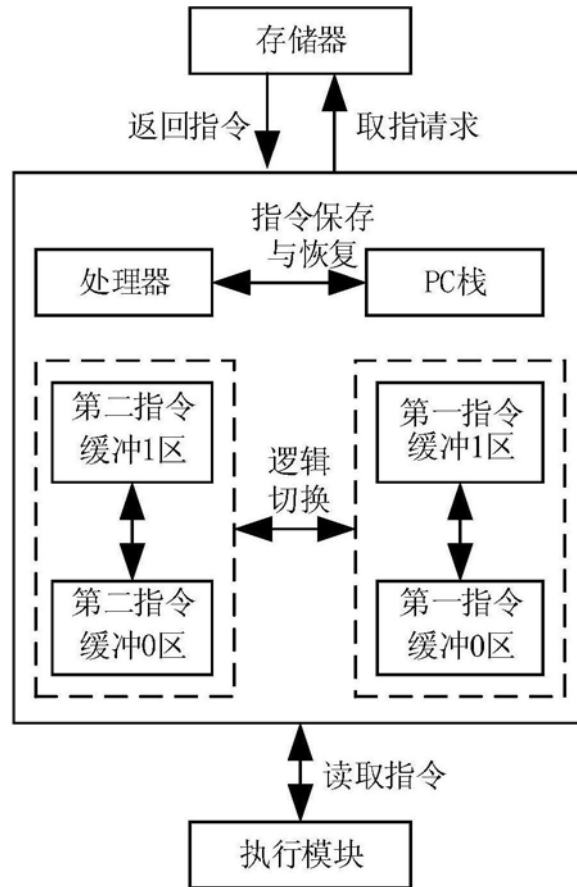 存储器
返回指令
取指请求
指令保存
与恢复
处理器
PC栈
第二指令
缓冲1区
第一指令
缓冲1区
逻辑
切换
第二指令
缓冲0区
第一指令
缓冲0区
读取指令
执行模块